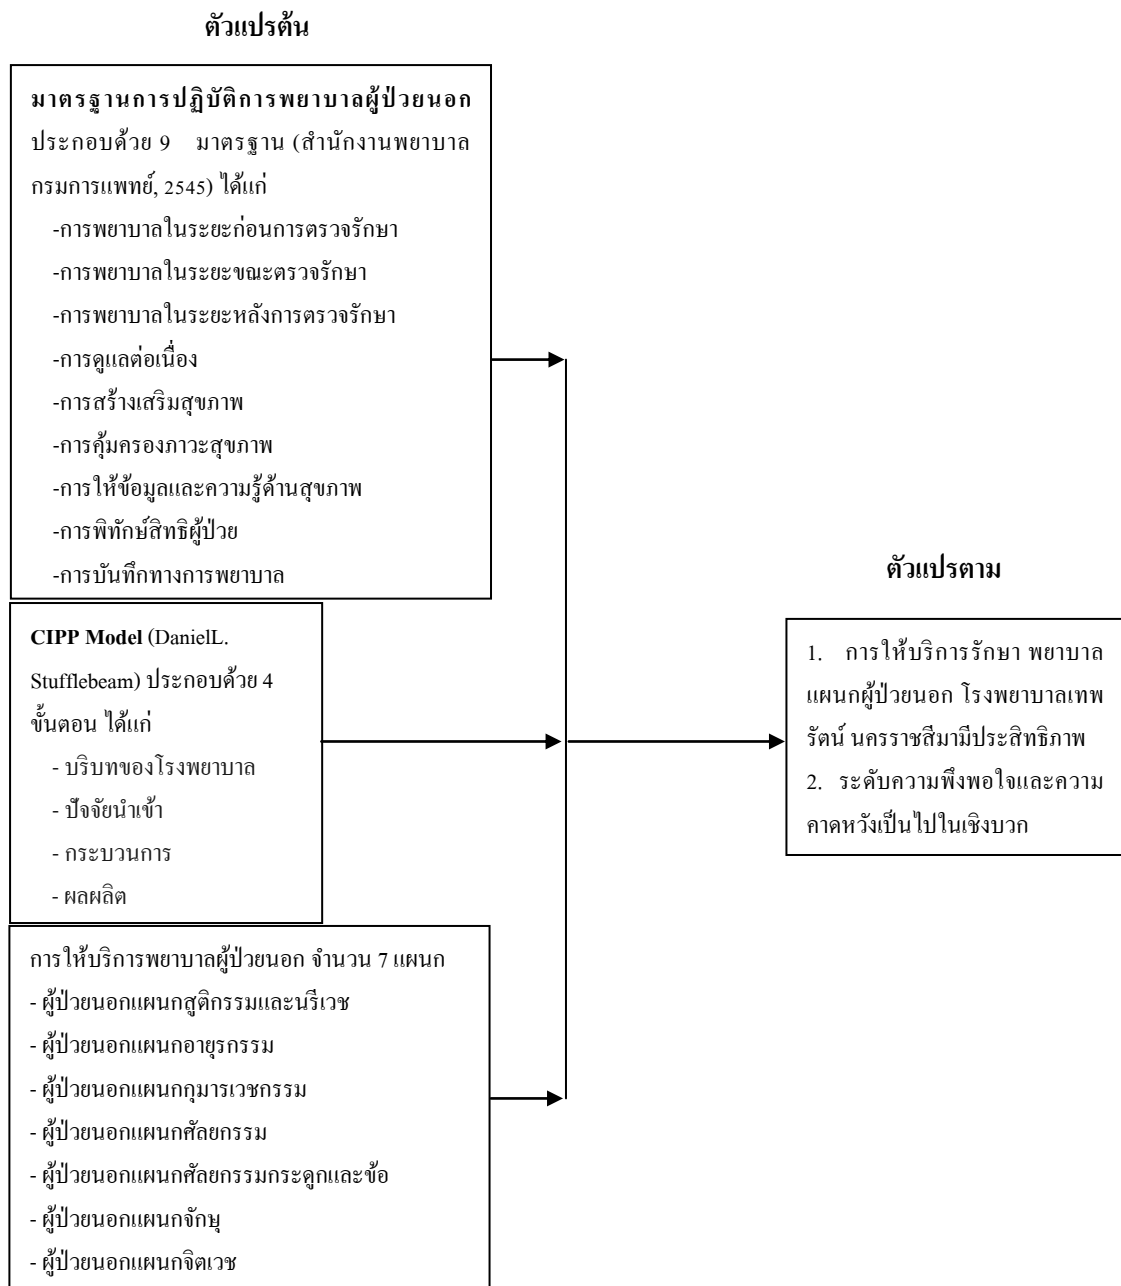 ตัวแปรต้น
มาตรฐานการปฏิบัติการพยาบาลผู้ป่วยนอก
ประกอบด้วย 9 มาตรฐาน (สำนักงานพยาบาล
กรมการแพทย์, 2545) ได้แก่
-การพยาบาลในระยะก่อนการตรวจรักษา
-การพยาบาลในระยะขณะตรวจรักษา
-การพยาบาลในระยะหลังการตรวจรักษา
-การดูแลต่อเนื่อง
-การสร้างเสริมสุขภาพ
-การคุ้มครองภาวะสุขภาพ
-การให้ข้อมูลและความรู้ด้านสุขภาพ
-การพิทักษ์สิทธิผู้ป่วย
-การบันทึกทางการพยาบาล
CIPP Model (DanielL.
Stufflebeam) ประกอบด้วย 4
ขั้นตอน ได้แก่
- บริบทของโรงพยาบาล
- ปัจจัยนำเข้า
- กระบวนการ
- ผลผลิต
การให้บริการพยาบาลผู้ป่วยนอก จำนวน 7 แผนก
- ผู้ป่วยนอกแผนกสูติกรรมและนรีเวช
- ผู้ป่วยนอกแผนกอายุรกรรม
- ผู้ป่วยนอกแผนกกุมารเวชกรรม
- ผู้ป่วยนอกแผนกศัลยกรรม
- ผู้ป่วยนอกแผนกศัลยกรรมกระดูกและข้อ
- ผู้ป่วยนอกแผนกจักษุ
- ผู้ป่วยนอกแผนกจิตเวช
ตัวแปรตาม
1. การให้บริการรักษา พยาบาล
แผนกผู้ป่วยนอก โรงพยาบาลเทพ
รัตน์ นครราชสีมามีประสิทธิภาพ
2. ระดับความพึงพอใจและความ
คาดหวังเป็นไปในเชิงบวก